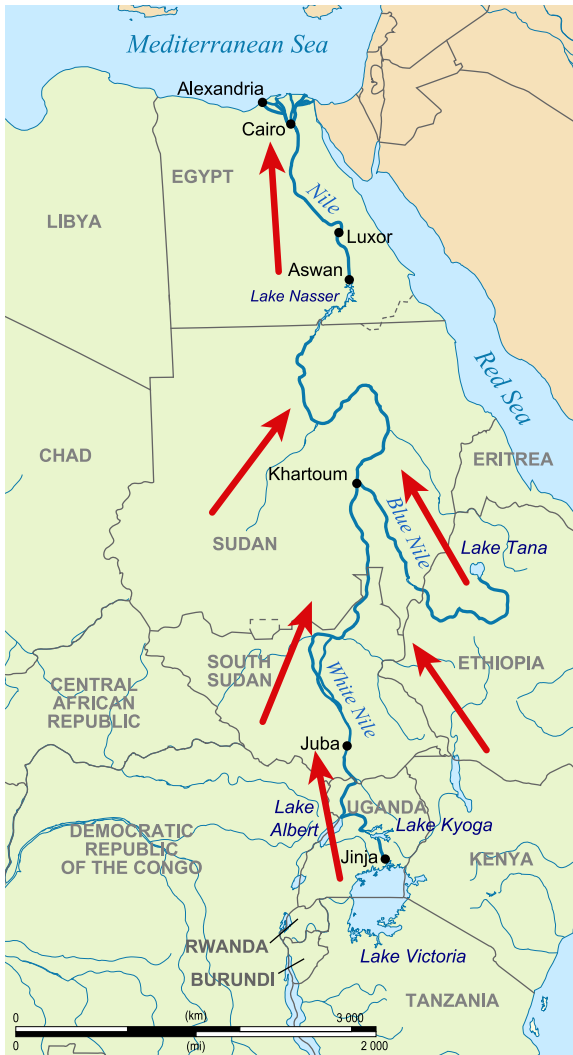 Mediterranean Sea
Alexandria
Cairo
EGYPT
Nile
LIBYA
Luxor
Aswan
Lake Nasser
Red Sea
CHAD
ERITREA
Khartoum
Blue Nile
SUDAN
Lake Tana
SOUTH
SUDAN
ETHIOPIA
CENTRAL
AFRICAN
REPUBLIC
White Nile
Juba
Lake
Albert
UGANDA
Lake Kyoga
DEMOCRATIC
REPUBLIC
OF THE CONGO
Jinja
KENYA
RWANDA
Lake Victoria
BURUNDI
TANZANIA
0 (km) 3 000
0 (mi) 2 000